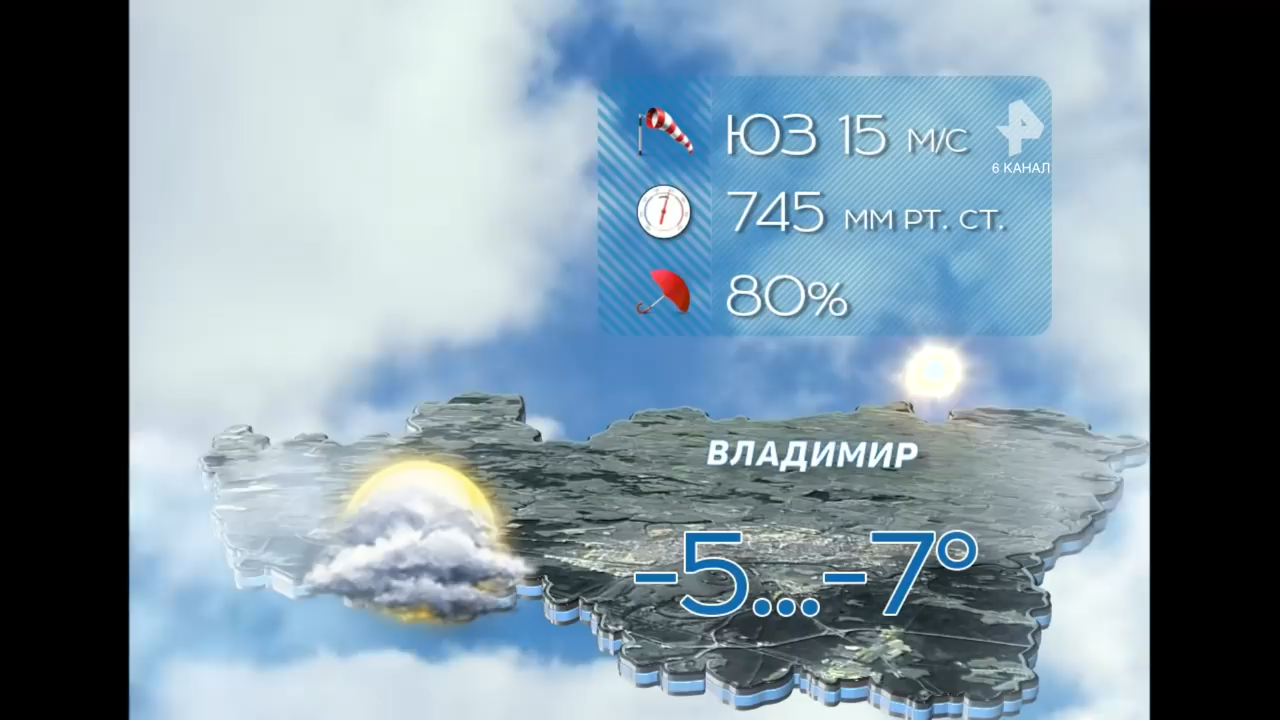 ЮЗ 15 М/С
6 КАНАЛ
745 ММ РТ. СТ.
80%
ВЛАДИМИР
-5...-7°